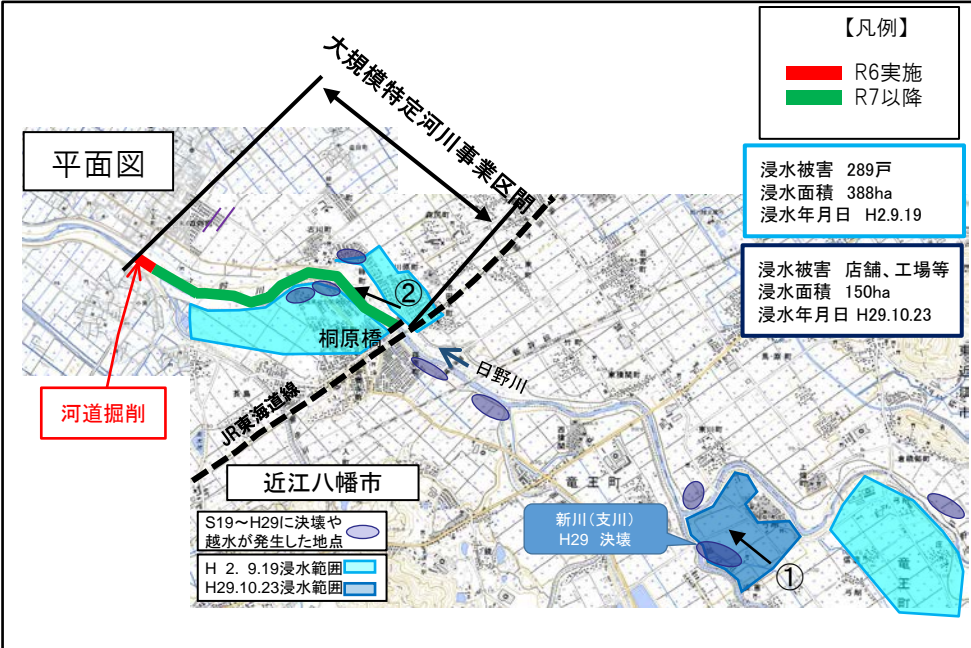 【凡例】
R6実施
R7以降
大規模特定河川事業区間
平面図
浸水被害 289戸
浸水面積 388ha
浸水年月日 H2.9.19
浸水被害 店舗、工場等
浸水面積 150ha
浸水年月日 H29.10.23
②
桐原橋
日野川
河道掘削
JR東海道線
近江八幡市
竜王町
S19～H29に決壊や
越水が発生した地点
H 2. 9.19浸水範囲
H29.10.23浸水範囲
新川(支川)
H29 決壊
①
竜王町